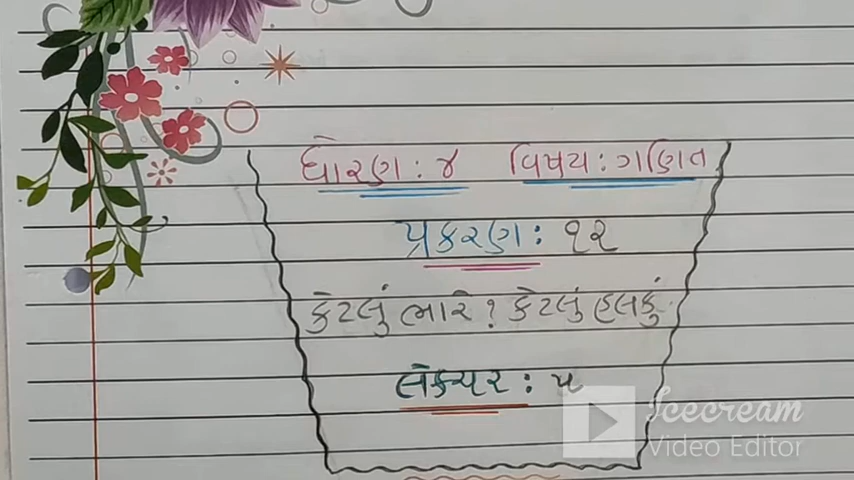 ધોરણ : ૪ વિષય : ગણિત
પ્રકરણ : ૧૨
કેટલું ભારે ? કેટલું હલકું
લેક્ચર : ૫
Icecream
Video Editor